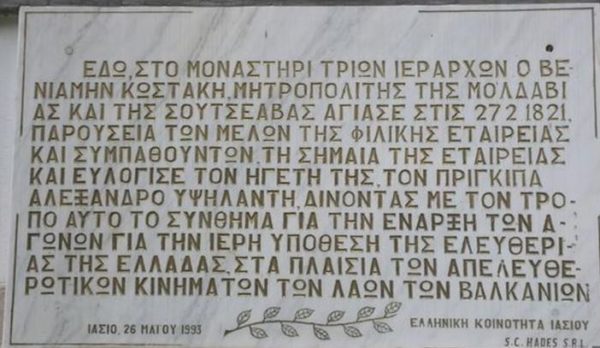 ΕΔΩ, ΣΤΟ ΜΟΝΑΣΤΗΡΙ ΤΡΙΩΝ ΙΕΡΑΡΧΩΝ Ο ΒΕ-
ΝΙΑΜΗΝ ΚΩΣΤΑΚΗ, ΜΗΤΡΟΠΟΛΙΤΗΣ ΤΗΣ ΜΟΛΔΑΒΙ
ΑΣ ΚΑΙ ΤΗΣ ΣΟΥΤΣΕΑΒΑΣ ΑΓΙΑΣΕ ΣΤΙΣ 27 2 1821,
ΠΑΡΟΥΣΕΙΑ ΤΩΝ ΜΕΛΩΝ ΤΗΣ ΦΙΛΙΚΗΣ ΕΤΑΙΡΕΙΑΣ
ΚΑΙ ΣΥΜΠΑΘΟΥΝΤΩΝ, ΤΗ ΣΗΜΑΙΑ ΤΗΣ ΕΤΑΙΡΕΙΑΣ
ΚΑΙ ΕΥΛΟΓΙΣΕ ΤΟΝ ΗΓΕΤΗ ΤΗΣ, ΤΟΝ ΠΡΙΓΚΙΠΑ
ΑΛΕΞΑΝΔΡΟ ΥΨΗΛΑΝΤΗ, ΔΙΝΟΝΤΑΣ ΜΕ ΤΟΝ ΤΡΟ-
ΠΟ ΑΥΤΟ ΤΟ ΣΥΝΘΗΜΑ ΓΙΑ ΤΗΝ ΕΝΑΡΞΗ ΤΩΝ Α-
ΓΩΝΩΝ ΓΙΑ ΤΗΝ ΙΕΡΗ ΥΠΟΘΕΣΗ ΤΗΣ ΕΛΕΥΘΕΡΙ-
ΑΣ ΤΗΣ ΕΛΛΑΔΑΣ, ΣΤΑ ΠΛΑΙΣΙΑ ΤΩΝ ΑΠΕΛΕΥΘΕ-
ΡΩΤΙΚΩΝ ΚΙΝΗΜΑΤΩΝ ΤΩΝ ΛΑΩΝ ΤΩΝ ΒΑΛΚΑΝΙΩΝ
ΙΑΣΙΟ, 26 ΜΑΓΟΥ 1993
ΕΛΛΗΝΙΚΗ ΚΟΙΝΟΤΗΤΑ ΙΑΣΙΟΥ
S.C. HADES S.R.L.